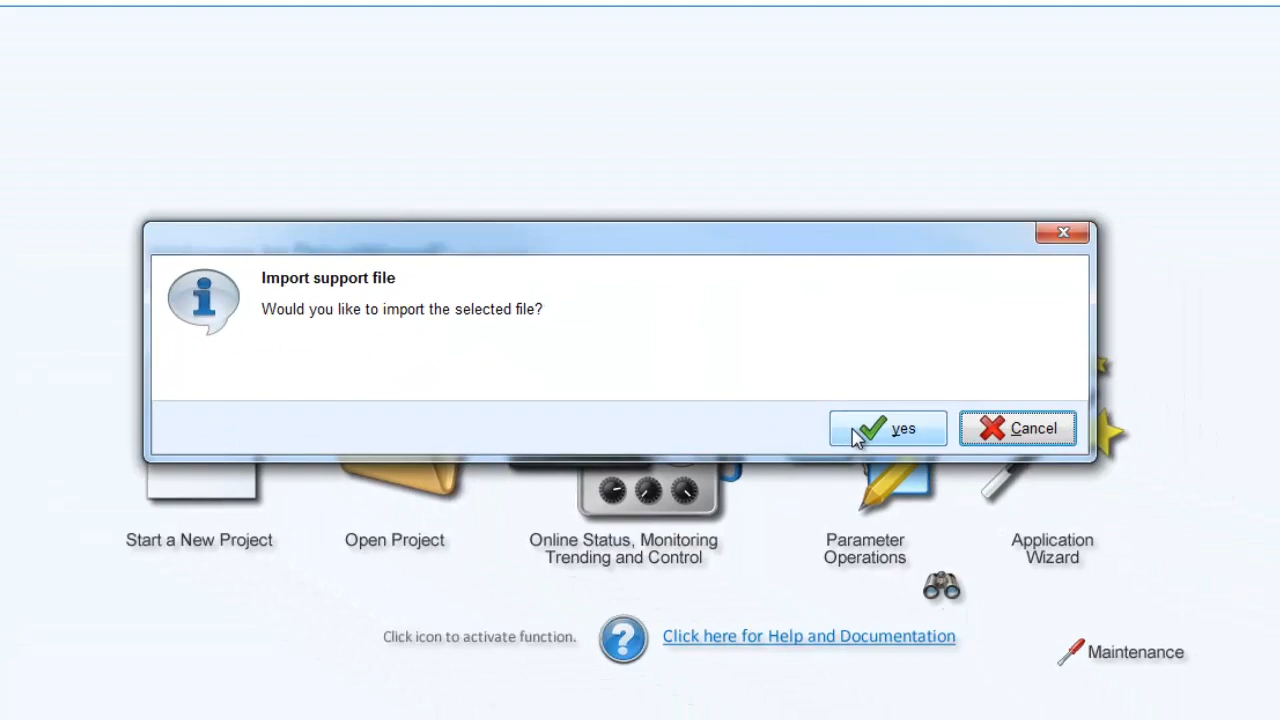 Import support file
Would you like to import the selected file?
yes
Cancel
Start a New Project
Open Project
Online Status, Monitoring
Trending and Control
Parameter
Operations
Application
Wizard
Click icon to activate function.
Click here for Help and Documentation
Maintenance